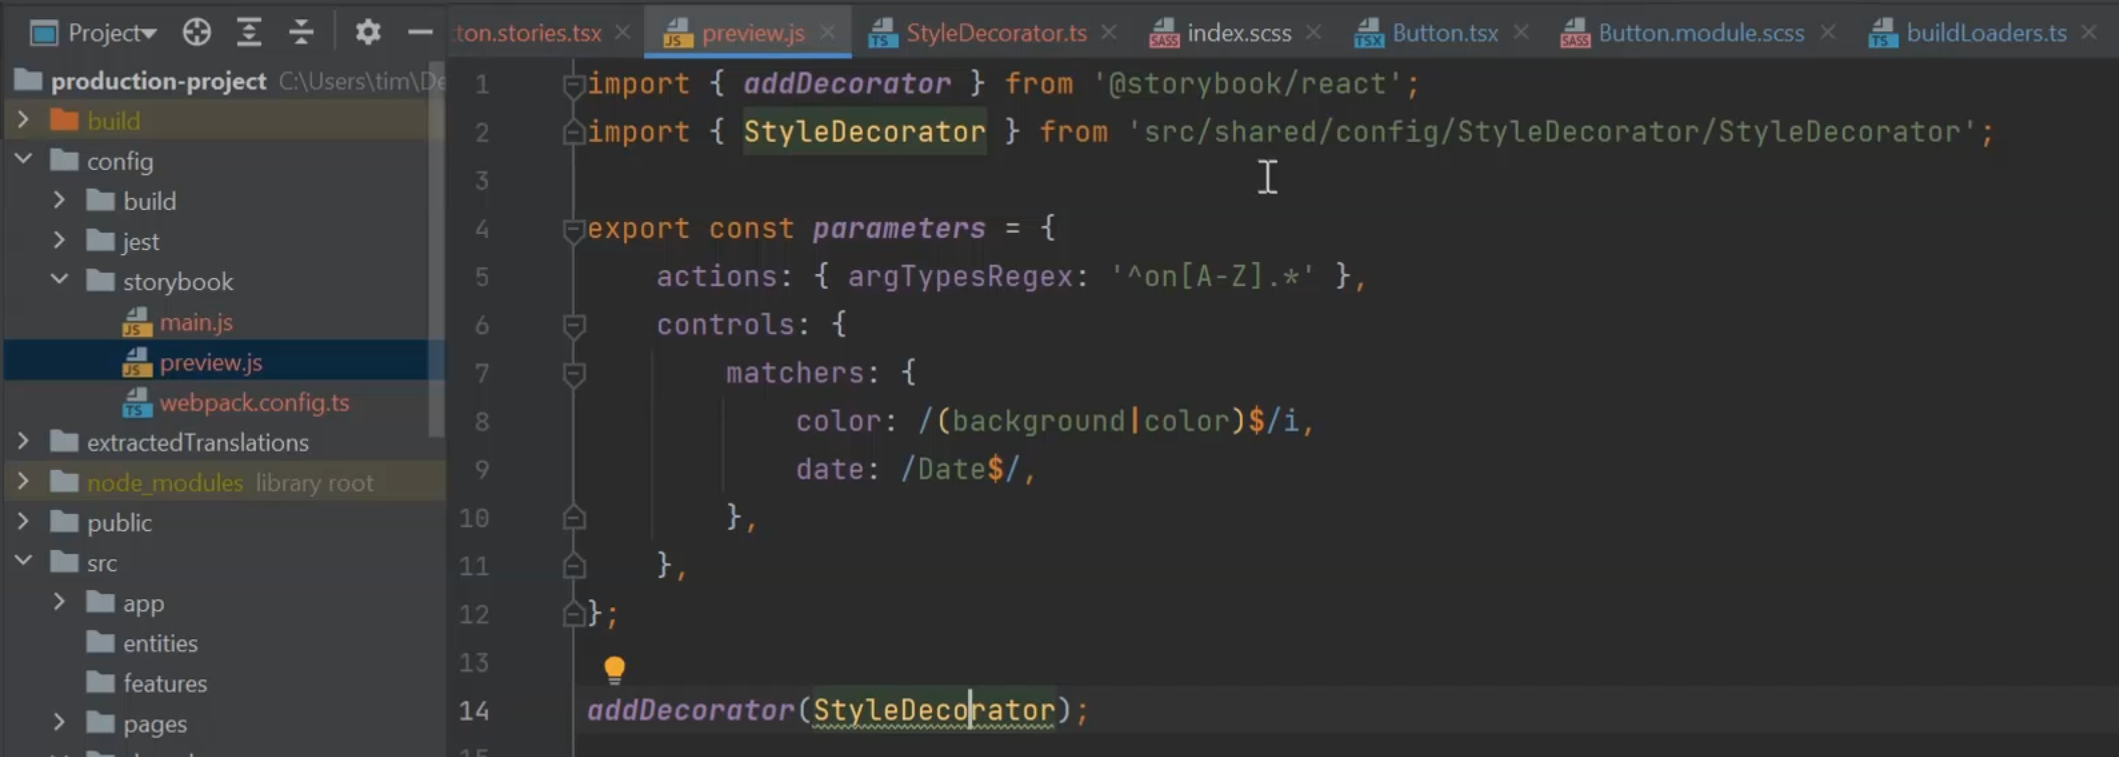 Project
ton.stories.tsx
preview.js
StyleDecorator.ts
index.scss
Button.tsx
Button.module.scss
buildLoaders.ts
production-project C:\Users\tim\De
build
config
build
jest
storybook
main.js
preview.js
webpack.config.ts
extractedTranslations
node_modules library root
public
src
app
entities
features
pages
1 import { addDecorator } from '@storybook/react';
2 import { StyleDecorator } from 'src/shared/config/StyleDecorator/StyleDecorator';
3
4 export const parameters = {
5 actions: { argTypesRegex: '^on[A-Z].*' },
6 controls: {
7 matchers: {
8 color: /(background|color)$/i,
9 date: /Date$/,
10 },
11 },
12 };
13
14 addDecorator(StyleDecorator);